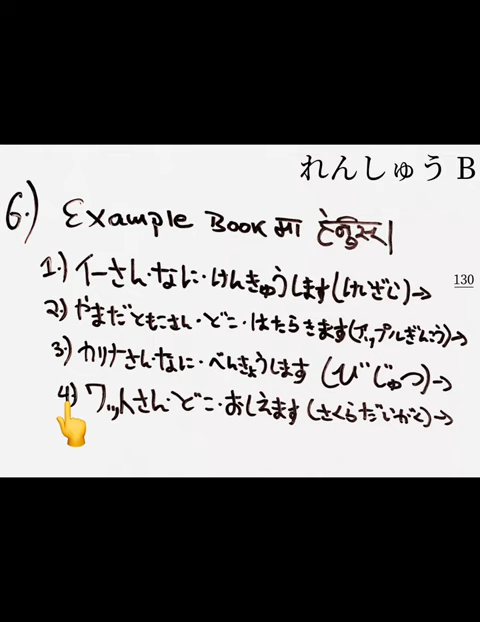 れんしゅう B
6.) Example Book मा हेर्नुहोस्।
130
1.) イーさん・なに・けんきゅうします(けいざい)→
2.) やまだともこさん・どこ・はたらきます(アップルぎんこう)→
3.) カリナさん・なに・べんきょうします (びじゅつ)→
4.) ワットさん・どこ・おしえます(さくらだいがく)→